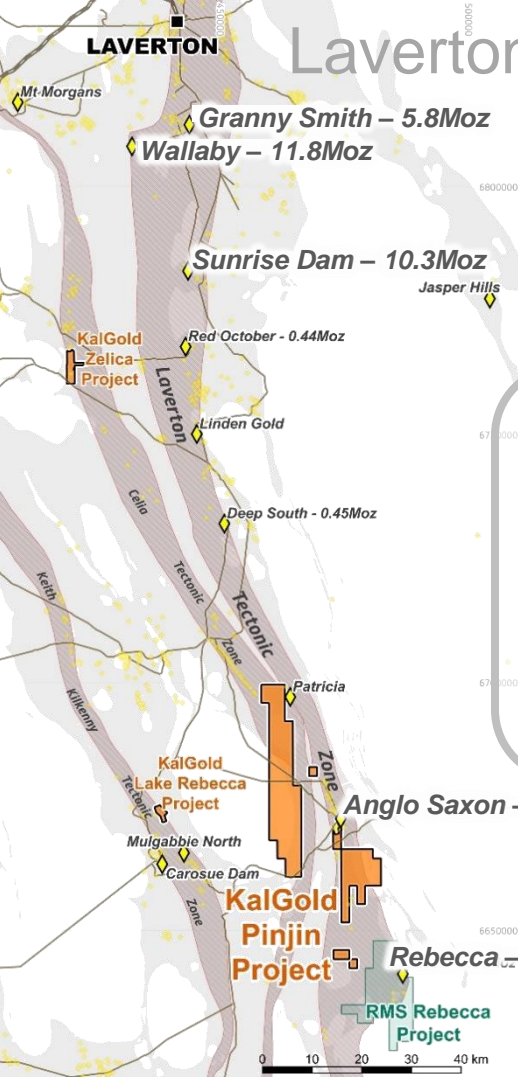 450000
500000
LAVERTON
Laverton
Mt Morgans
Granny Smith – 5.8Moz
Wallaby – 11.8Moz
6800000
Sunrise Dam – 10.3Moz
Jasper Hills
Red October - 0.44Moz
KalGold
Zelica
Project
Laverton
Linden Gold
Celia
Deep South - 0.45Moz
Keith
Tectonic
Tectonic
Zone
Patricia
Kilkenny
Zone
KalGold
Lake Rebecca
Project
Tectonic
Anglo Saxon –
Mulgabbie North
Carosue Dam
KalGold
Pinjin
Project
Zone
6650000
Rebecca –
RMS Rebecca
Project
0 10 20 30 40 km